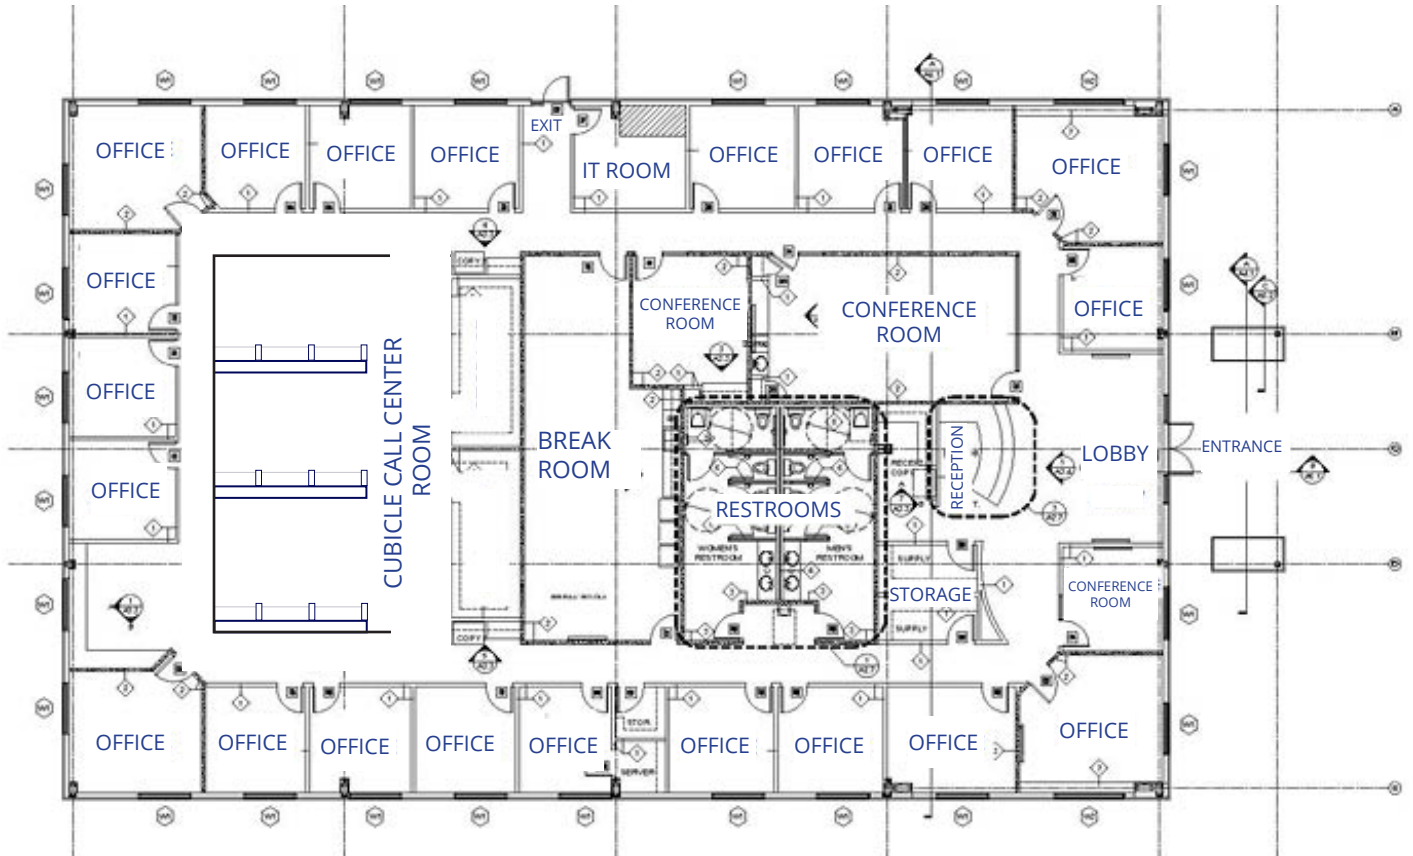 OFFICE
OFFICE
OFFICE
OFFICE
EXIT
IT ROOM
OFFICE
OFFICE
OFFICE
OFFICE
OFFICE
COPY
CONFERENCE
ROOM
CONFERENCE
ROOM
OFFICE
OFFICE
CUBICLE CALL CENTER
ROOM
BREAK
ROOM
RECEPTION
LOBBY
ENTRANCE
OFFICE
RESTROOMS
WOMEN'S
RESTROOM
MEN'S
RESTROOM
SUPPLY
STORAGE
SUPPLY
CONFERENCE
ROOM
COPY
OFFICE
OFFICE
OFFICE
OFFICE
OFFICE
STOR.
SERVER
OFFICE
OFFICE
OFFICE
OFFICE